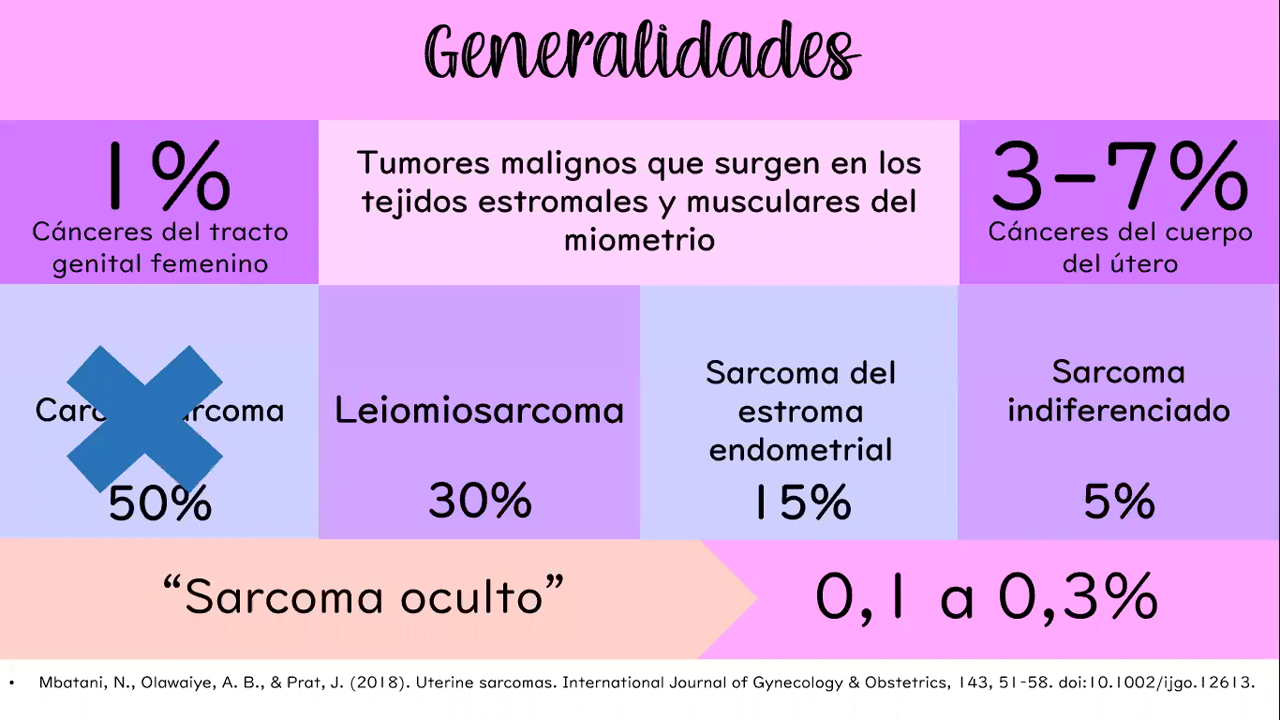 Generalidades
1%
Cánceres del tracto
genital femenino
Tumores malignos que surgen en los
tejidos estromales y musculares del
miometrio
3-7%
Cánceres del cuerpo
del útero
50%
Leiomiosarcoma
30%
Sarcoma del
estroma
endometrial
15%
Sarcoma
indiferenciado
5%
“Sarcoma oculto”
0,1 a 0,3%
• Mbatani, N., Olawaiye, A. B., & Prat, J. (2018). Uterine sarcomas. International Journal of Gynecology & Obstetrics, 143, 51-58. doi:10.1002/ijgo.12613.